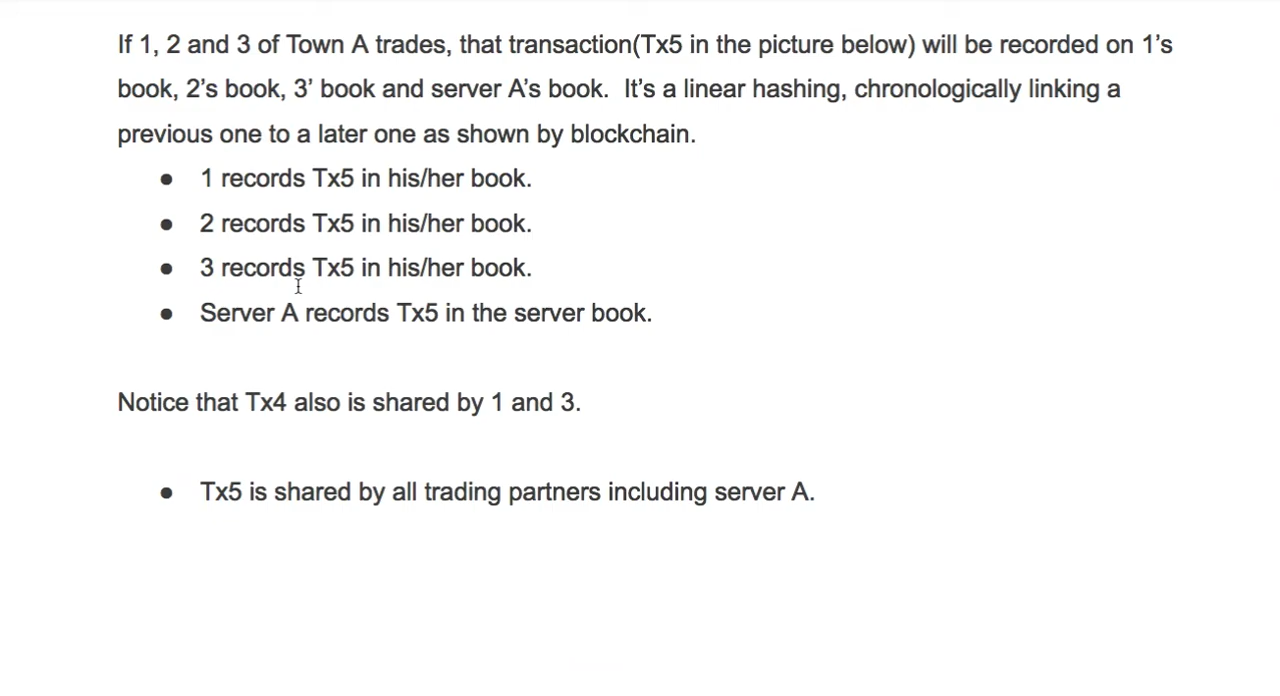 If 1, 2 and 3 of Town A trades, that transaction(Tx5 in the picture below) will be recorded on 1’s
book, 2’s book, 3’ book and server A’s book.  It’s a linear hashing, chronologically linking a
previous one to a later one as shown by blockchain.
● 1 records Tx5 in his/her book.
● 2 records Tx5 in his/her book.
● 3 records Tx5 in his/her book.
● Server A records Tx5 in the server book.
Notice that Tx4 also is shared by 1 and 3.
● Tx5 is shared by all trading partners including server A.